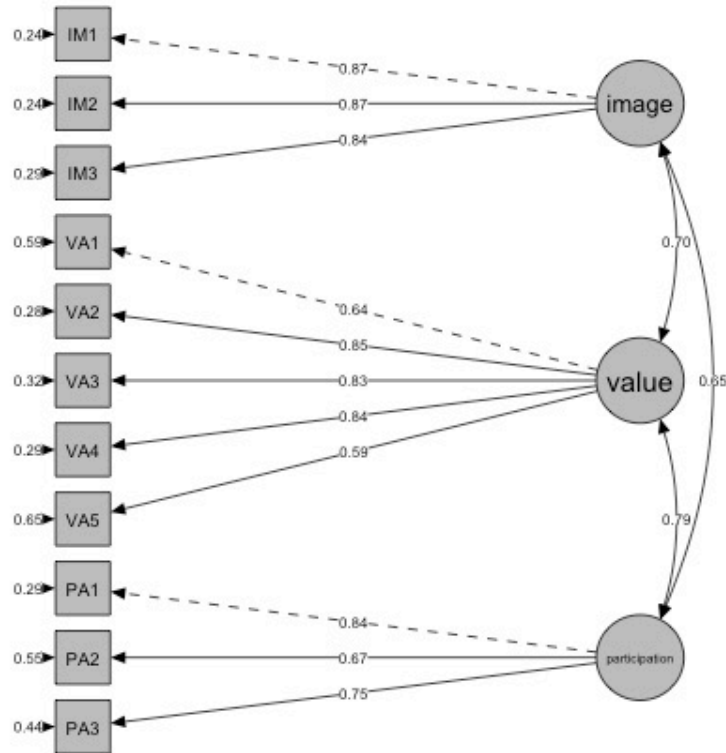 0.24 IM1
0.87
0.24 IM2
0.87
image
0.84
0.29 IM3
0.59 VA1
0.70
0.64
0.28 VA2
0.85
0.32 VA3
0.83
value
0.65
0.84
0.29 VA4
0.59
0.65 VA5
0.79
0.29 PA1
0.84
0.55 PA2
0.67
participation
0.75
0.44 PA3